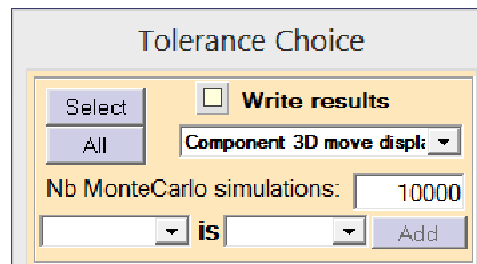 Tolerance Choice
Select
Write results
All
Component 3D move displa
Nb MonteCarlo simulations: 10000
is
Add